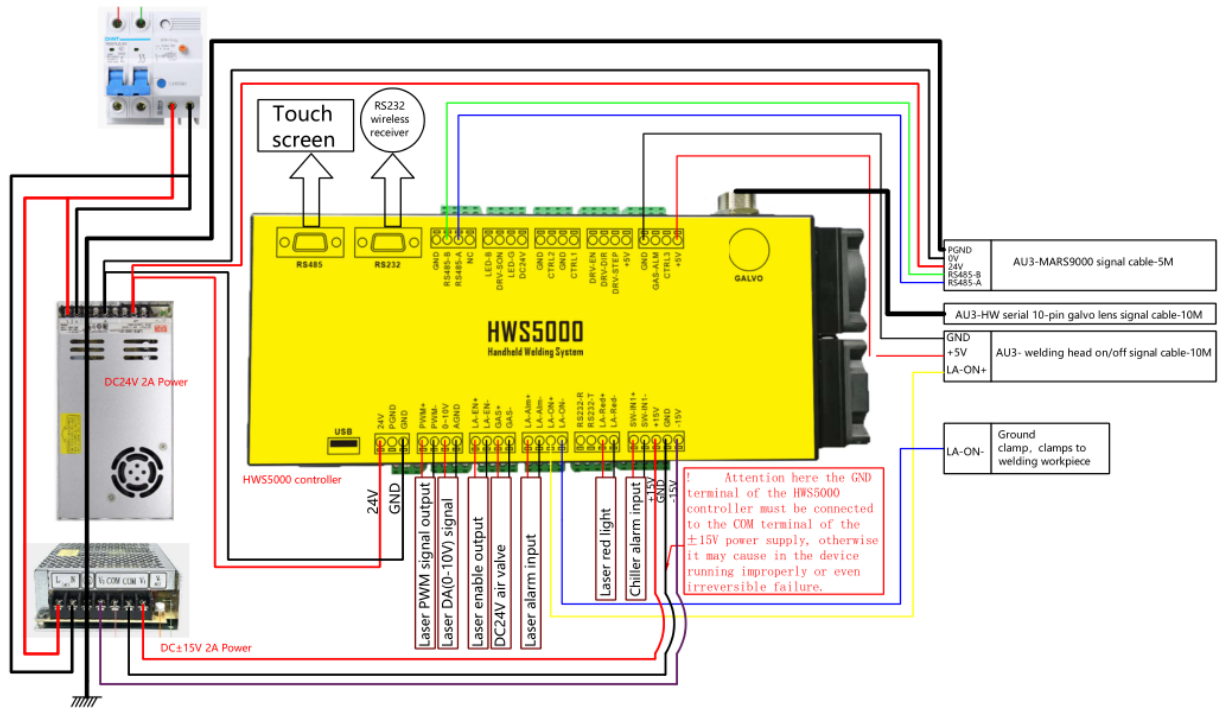 CHNT
Touch
screen
RS232
wireless
receiver
RS485
RS232
GND
RS485-B
RS485-A
NC
LED-B
DRV-SON
LED-G
DC24V
GND
CTRL2
GND
CTRL1
DRV-EN
DRV-DIR
DRV-STEP
+5V
GND
GAS-ALM
CTRL3
+5V
GALVO
PGND
0V
24V
RS485-B
RS485-A
AU3-MARS9000 signal cable-5M
AU3-HW serial 10-pin galvo lens signal cable-10M
GND
+5V
LA-ON+
AU3- welding head on/off signal cable-10M
LA-ON-
Ground
clamp，clamps to
welding workpiece
HWS5000
Handheld Welding System
DC24V 2A Power
USB
24V
PGND
GND
PWM+
PWM-
0-10V
AGND
LA-EN+
LA-EN-
GAS+
GAS-
LA-Alm+
LA-Alm-
LA-ON+
LA-ON-
RS232-R
RS232-T
LA-Red+
LA-Red-
SW-IN1+
SW-IN1-
+15V
GND
-15V
HWS5000 controller
24V
GND
Laser PWM signal output
Laser DA(0-10V) signal
Laser enable output
DC24V air valve
Laser alarm input
Laser red light
Chiller alarm input
+15V
GND
-15V
! Attention here the GND
terminal of the HWS5000
controller must be connected
to the COM terminal of the
±15V power supply, otherwise
it may cause in the device
running improperly or even
irreversible failure.
L N V₂ COM COM V₁
DC±15V 2A Power